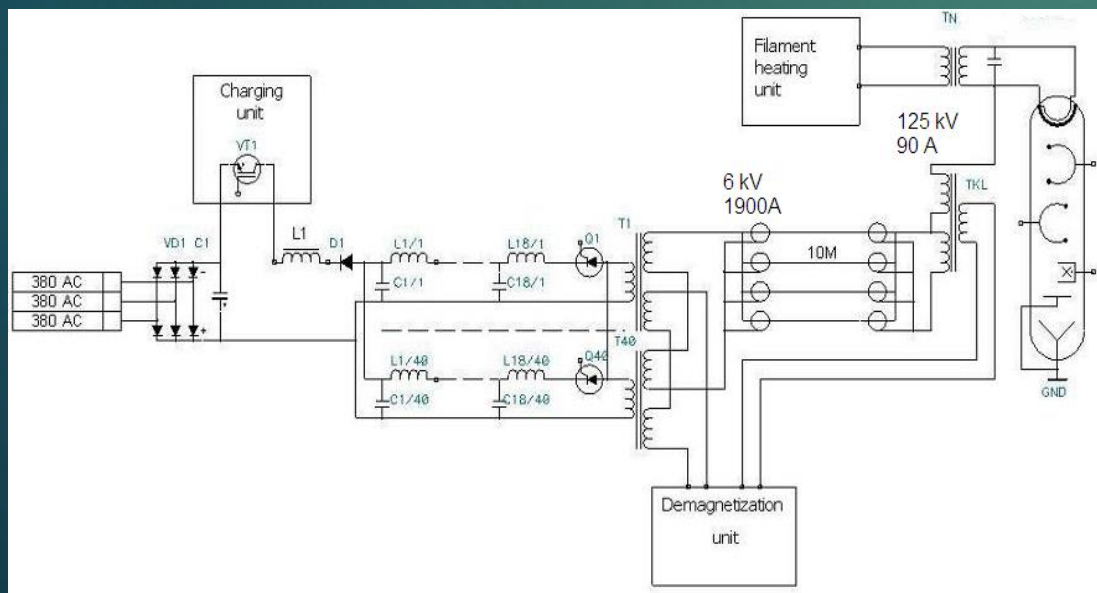 TN
Filament
heating
unit
Charging
unit
VT1
125 kV
90 A
6 kV
1900A
TKL
T1
L1
VD1 C1
D1
L1/1
L18/1
Q1
10M
C1/1
C18/1
380 AC
380 AC
380 AC
-
+
T40
L1/40
L18/40
Q40
C1/40
C18/40
GND
Demagnetization
unit